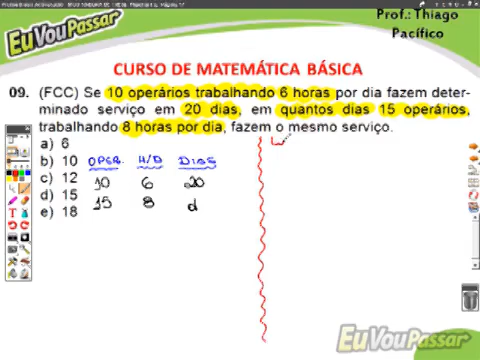 Prof.: Thiago
Pacífico
EuVouPassar
CURSO DE MATEMÁTICA BÁSICA
09. (FCC) Se 10 operários trabalhando 6 horas por dia fazem deter-
minado serviço em 20 dias, em quantos dias 15 operários,
trabalhando 8 horas por dia, fazem o mesmo serviço.
a) 6
b) 10
c) 12
d) 15
e) 18
OPER. H/D DIAS
10 6 20
15 8 d
EuVouPassar